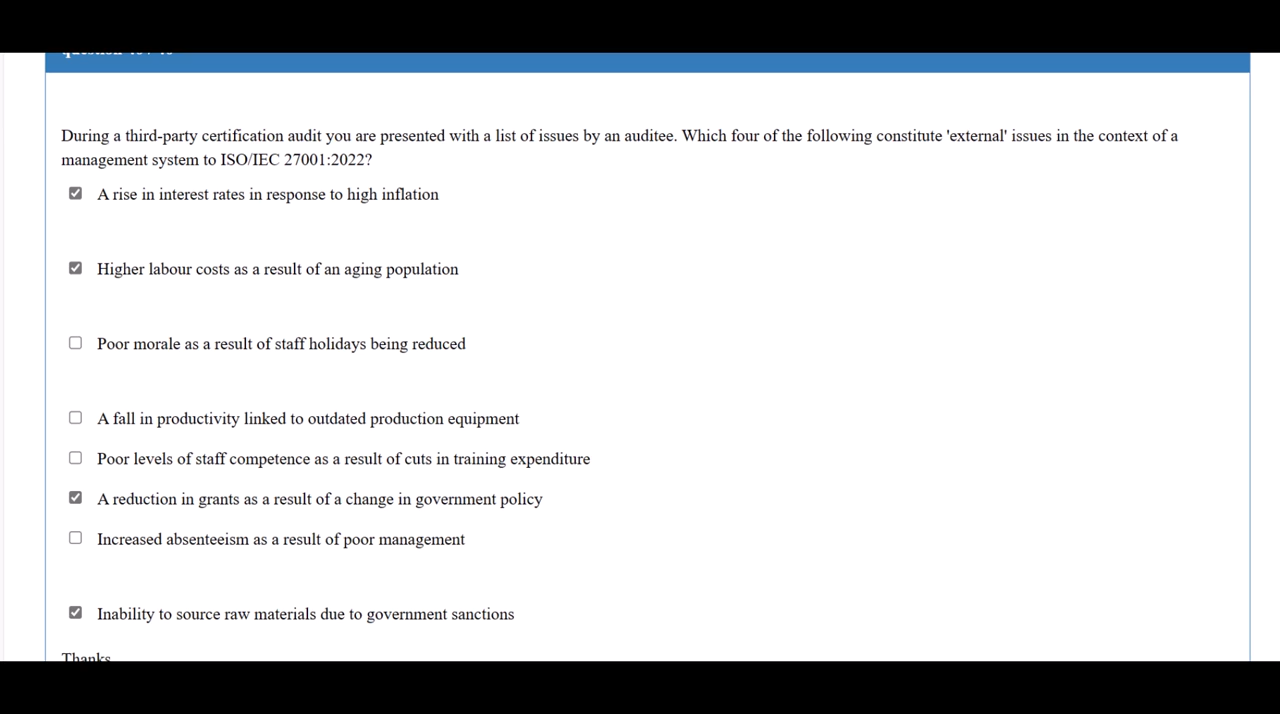 During a third-party certification audit you are presented with a list of issues by an auditee. Which four of the following constitute 'external' issues in the context of a
management system to ISO/IEC 27001:2022?
A rise in interest rates in response to high inflation
Higher labour costs as a result of an aging population
Poor morale as a result of staff holidays being reduced
A fall in productivity linked to outdated production equipment
Poor levels of staff competence as a result of cuts in training expenditure
A reduction in grants as a result of a change in government policy
Increased absenteeism as a result of poor management
Inability to source raw materials due to government sanctions
Thanks